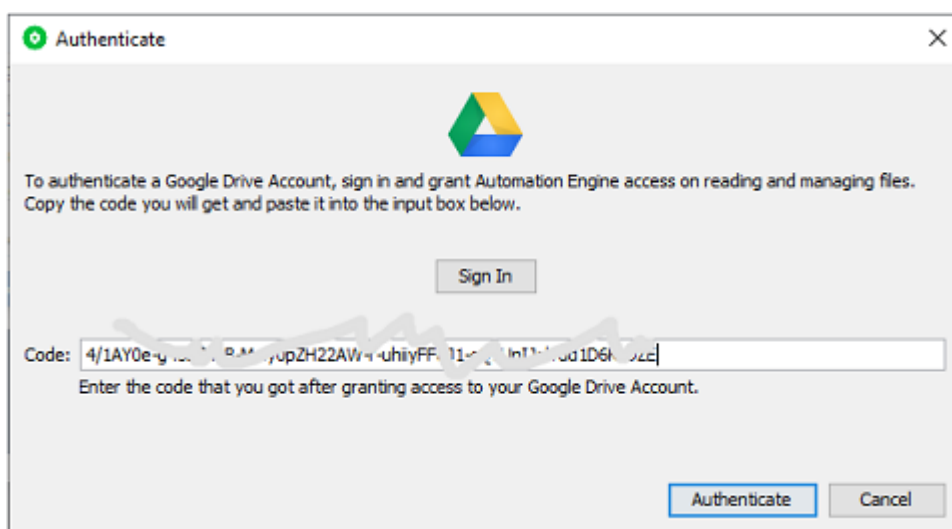 Authenticate
To authenticate a Google Drive Account, sign in and grant Automation Engine access on reading and managing files.
Copy the code you will get and paste it into the input box below.
Sign In
Code:
Enter the code that you got after granting access to your Google Drive Account.
Authenticate
Cancel